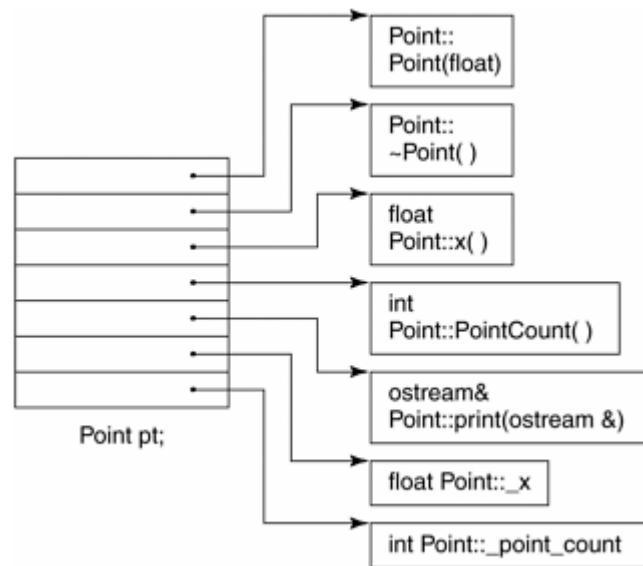 Point::
Point(float)
Point::
~Point( )
float
Point::x( )
int
Point::PointCount( )
ostream&
Point::print(ostream &)
Point pt;
float Point::_x
int Point::_point_count